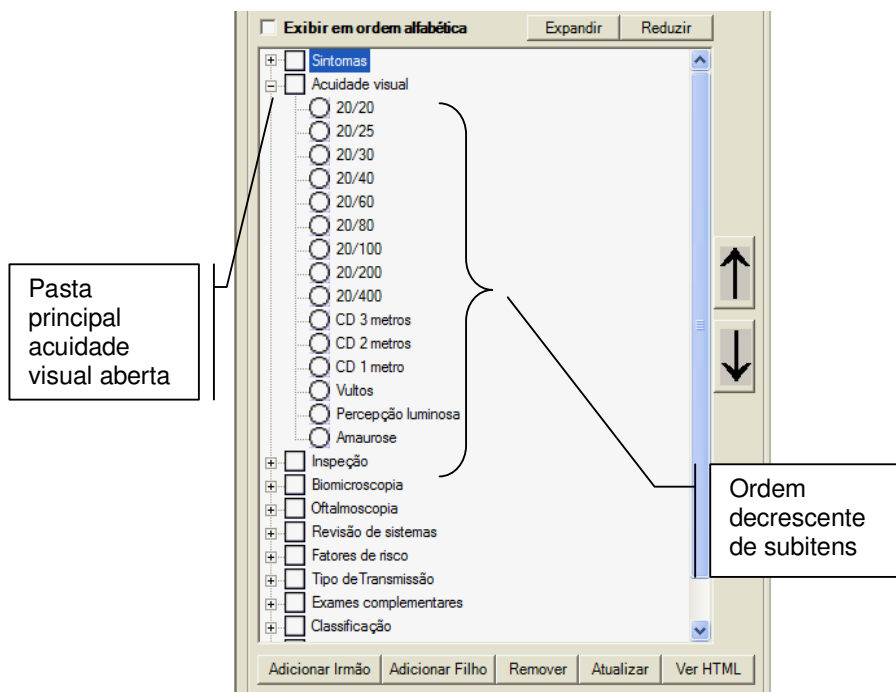 Exibir em ordem alfabética
Expandir
Reduzir
Sintomas
Acuidade visual
20/20
20/25
20/30
20/40
20/60
20/80
20/100
20/200
20/400
CD 3 metros
CD 2 metros
CD 1 metro
Vultos
Percepção luminosa
Amaurose
Inspeção
Biomicroscopia
Oftalmoscopia
Revisão de sistemas
Fatores de risco
Tipo de Transmissão
Exames complementares
Classificação
Adicionar Irmão
Adicionar Filho
Remover
Atualizar
Ver HTML
Pasta
principal
acuidade
visual aberta
Ordem
decrescente
de subitens